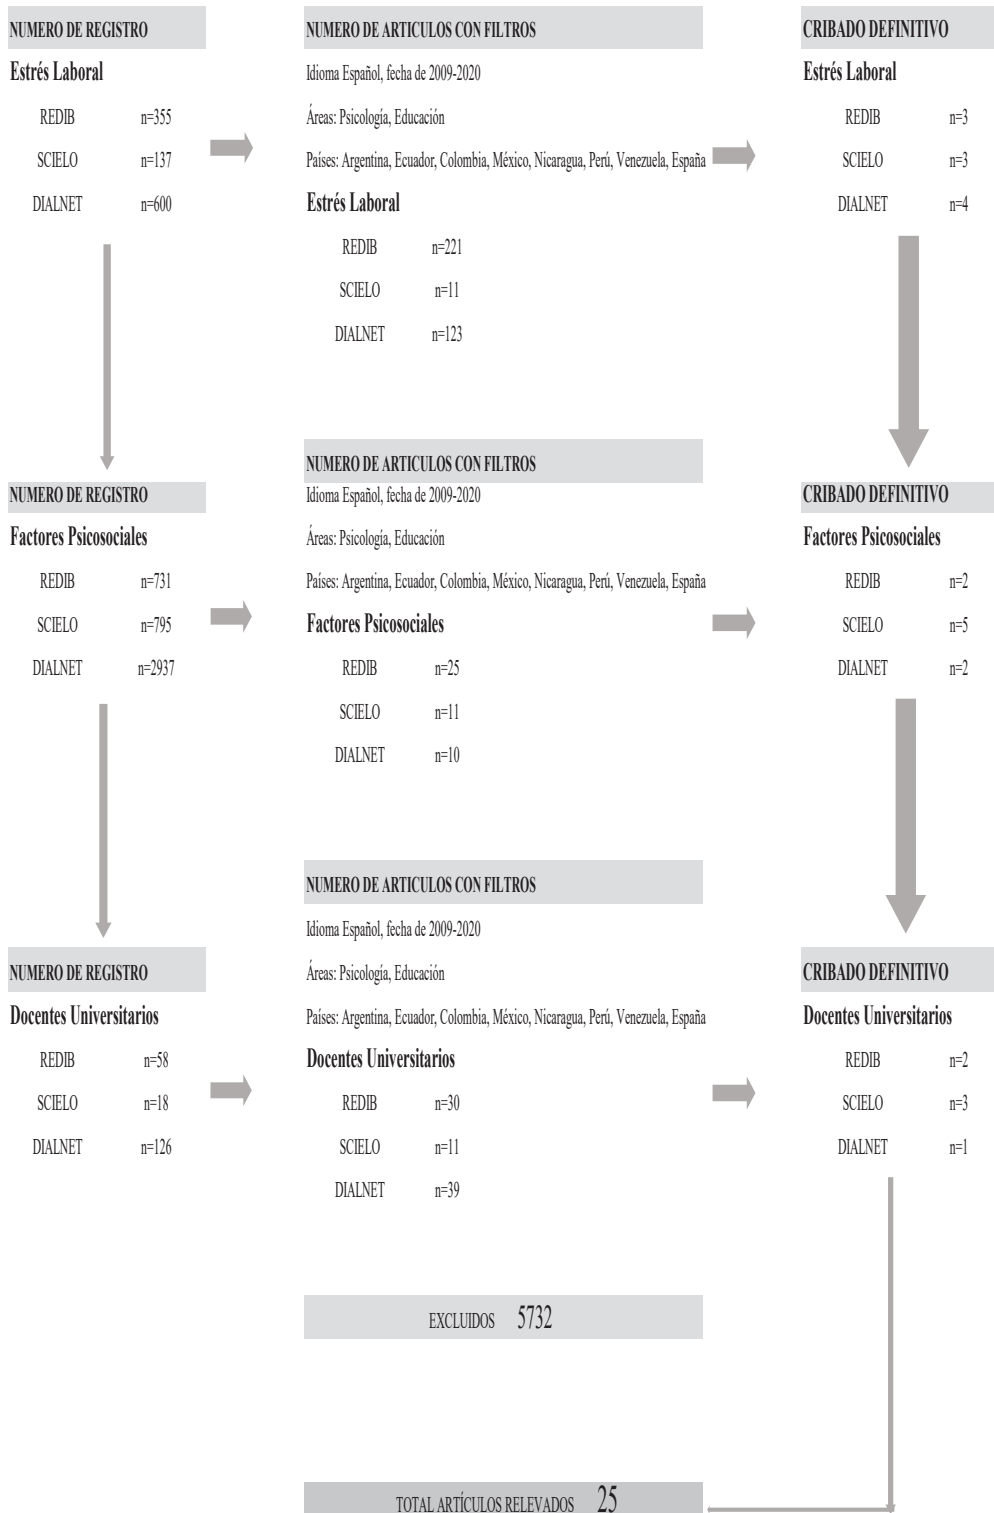 NUMERO DE REGISTRO
Estrés Laboral
REDIB n=355
SCIELO n=137
DIALNET n=600
NUMERO DE ARTICULOS CON FILTROS
Idioma Español, fecha de 2009-2020
Áreas: Psicología, Educación
Países: Argentina, Ecuador, Colombia, México, Nicaragua, Perú, Venezuela, España
Estrés Laboral
REDIB n=221
SCIELO n=11
DIALNET n=123
CRIBADO DEFINITIVO
Estrés Laboral
REDIB n=3
SCIELO n=3
DIALNET n=4
NUMERO DE REGISTRO
Factores Psicosociales
REDIB n=731
SCIELO n=795
DIALNET n=2937
NUMERO DE ARTICULOS CON FILTROS
Idioma Español, fecha de 2009-2020
Áreas: Psicología, Educación
Países: Argentina, Ecuador, Colombia, México, Nicaragua, Perú, Venezuela, España
Factores Psicosociales
REDIB n=25
SCIELO n=11
DIALNET n=10
CRIBADO DEFINITIVO
Factores Psicosociales
REDIB n=2
SCIELO n=5
DIALNET n=2
NUMERO DE REGISTRO
Docentes Universitarios
REDIB n=58
SCIELO n=18
DIALNET n=126
NUMERO DE ARTICULOS CON FILTROS
Idioma Español, fecha de 2009-2020
Áreas: Psicología, Educación
Países: Argentina, Ecuador, Colombia, México, Nicaragua, Perú, Venezuela, España
Docentes Universitarios
REDIB n=30
SCIELO n=11
DIALNET n=39
CRIBADO DEFINITIVO
Docentes Universitarios
REDIB n=2
SCIELO n=3
DIALNET n=1
EXCLUIDOS 5732
TOTAL ARTÍCULOS RELEVADOS 25